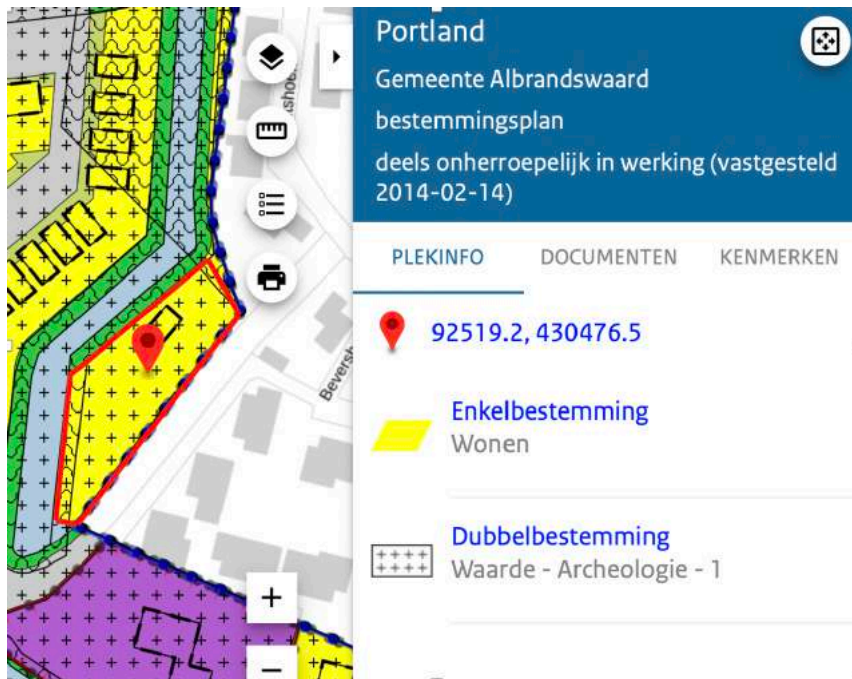 Portland
Gemeente Albrandswaard
bestemmingsplan
deels onherroepelijk in werking (vastgesteld
2014-02-14)
PLEKINFO
DOCUMENTEN
KENMERKEN
92519.2, 430476.5
Enkelbestemming
Wonen
Dubbelbestemming
Waarde - Archeologie - 1
Bevers
+
−